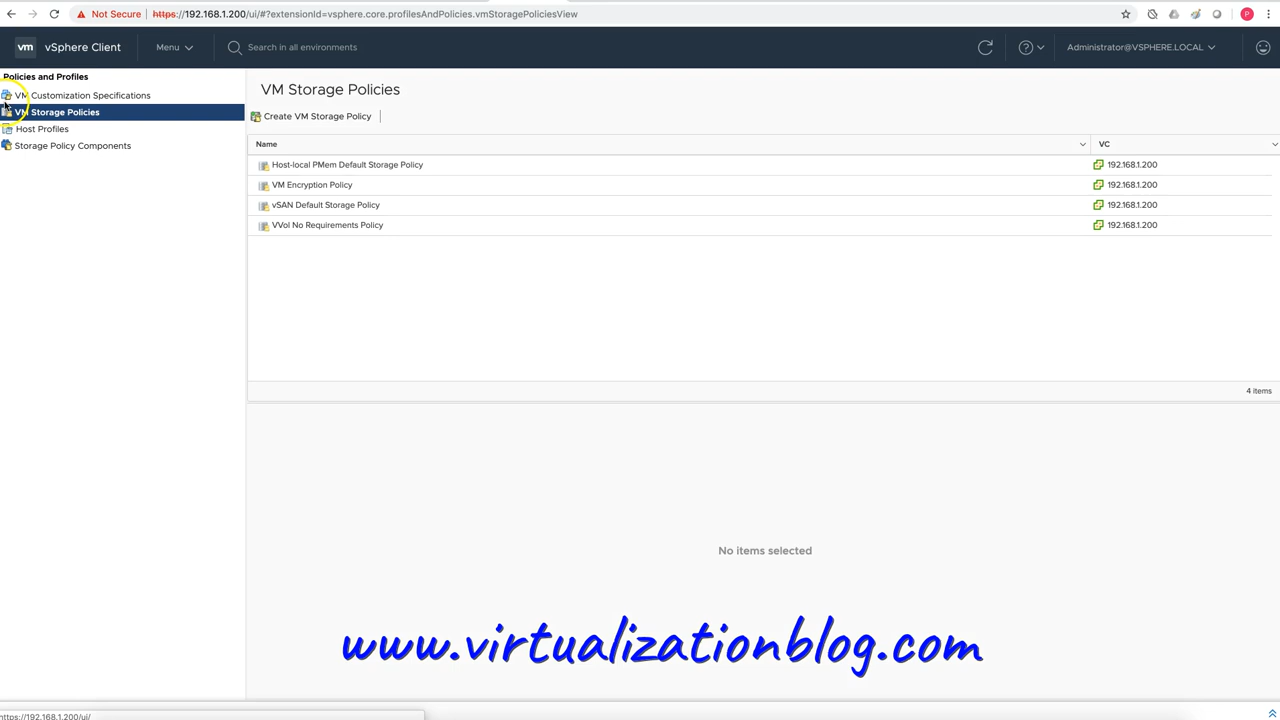 Not Secure https://192.168.1.200/ui/#?extensionId=vsphere.core.profilesAndPolicies.vmStoragePoliciesView P
vm vSphere Client Menu Search in all environments Administrator@VSPHERE.LOCAL
Policies and Profiles
VM Customization Specifications
VM Storage Policies
Host Profiles
Storage Policy Components
VM Storage Policies
Create VM Storage Policy
Name VC
Host-local PMem Default Storage Policy 192.168.1.200
VM Encryption Policy 192.168.1.200
vSAN Default Storage Policy 192.168.1.200
VVol No Requirements Policy 192.168.1.200
4 items
No items selected
www.virtualizationblog.com
https://192.168.1.200/ui/